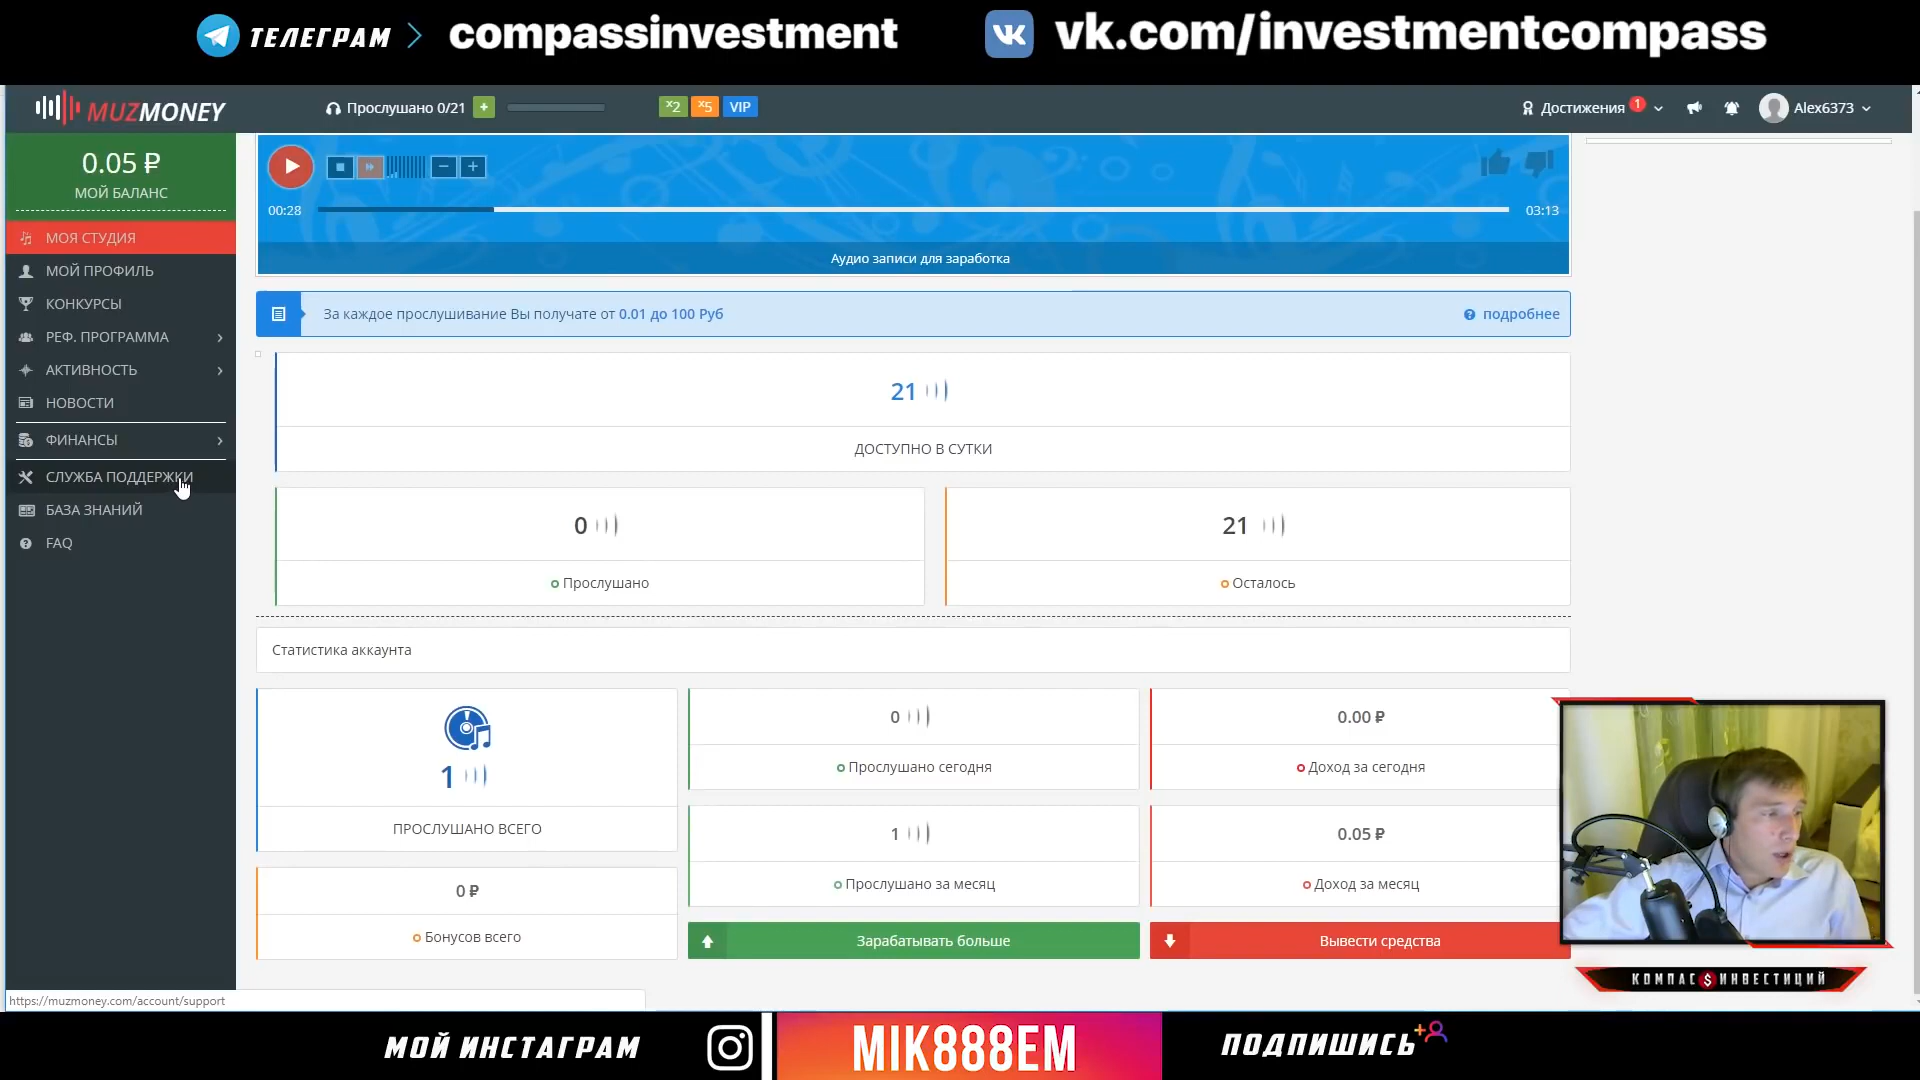 ТЕЛЕГРАМ compassinvestment vk.com/investmentcompass
MUZMONEY Прослушано 0/21 + x2 x5 VIP Достижения 1 Alex6373
0.05 ₽
МОЙ БАЛАНС
МОЯ СТУДИЯ
МОЙ ПРОФИЛЬ
КОНКУРСЫ
РЕФ. ПРОГРАММА
АКТИВНОСТЬ
НОВОСТИ
ФИНАНСЫ
СЛУЖБА ПОДДЕРЖКИ
БАЗА ЗНАНИЙ
FAQ
00:28 03:13
Аудио записи для заработка
За каждое прослушивание Вы получате от 0.01 до 100 Руб подробнее
21
ДОСТУПНО В СУТКИ
0
Прослушано
21
Осталось
Статистика аккаунта
1
ПРОСЛУШАНО ВСЕГО
0 ₽
Бонусов всего
0
Прослушано сегодня
1
Прослушано за месяц
Зарабатывать больше
0.00 ₽
Доход за сегодня
0.05 ₽
Доход за месяц
Вывести средства
КОМПАС $ ИНВЕСТИЦИЙ
https://muzmoney.com/account/support
МОЙ ИНСТАГРАМ MIK888EM ПОДПИШИСЬ